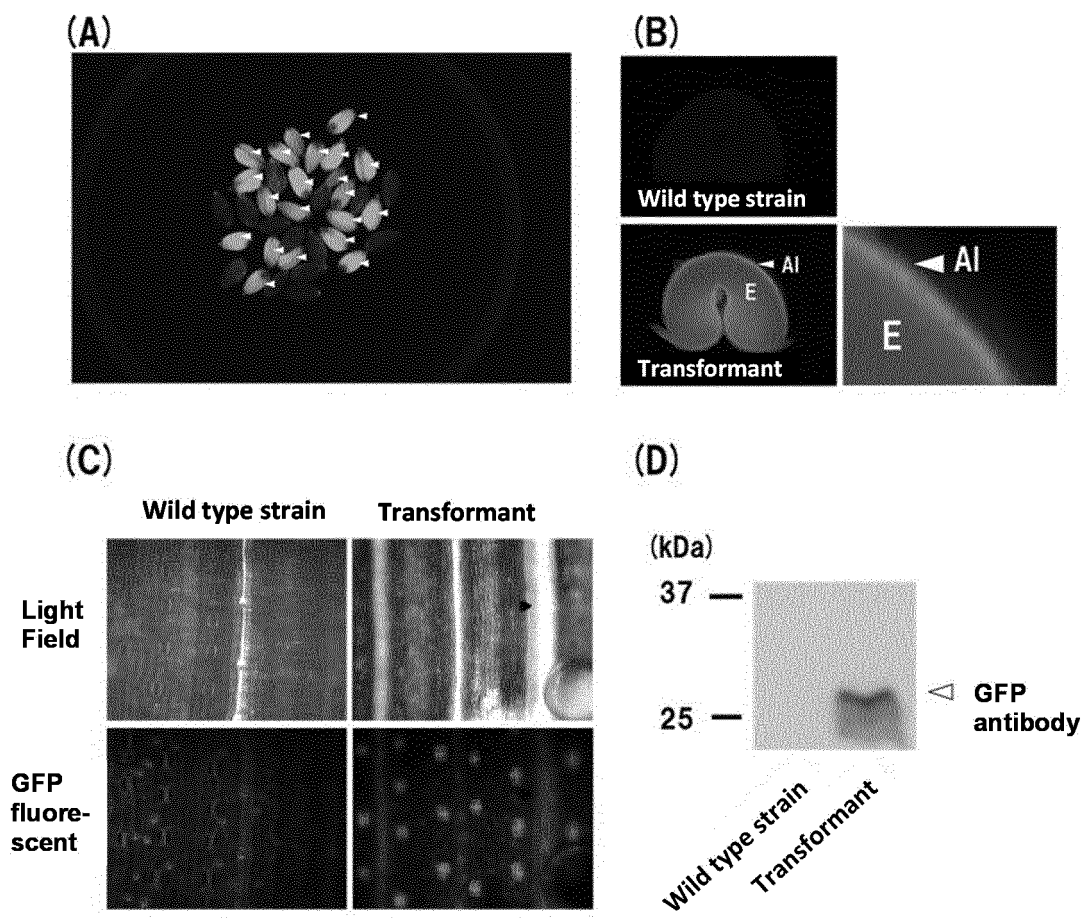 (A)
(B)
Wild type strain
Al
E
Transformant
Al
E
(C)
Wild type strain
Transformant
Light
Field
GFP
fluore-
scent
(D)
(kDa)
37
25
GFP
antibody
Wild type strain
Transformant